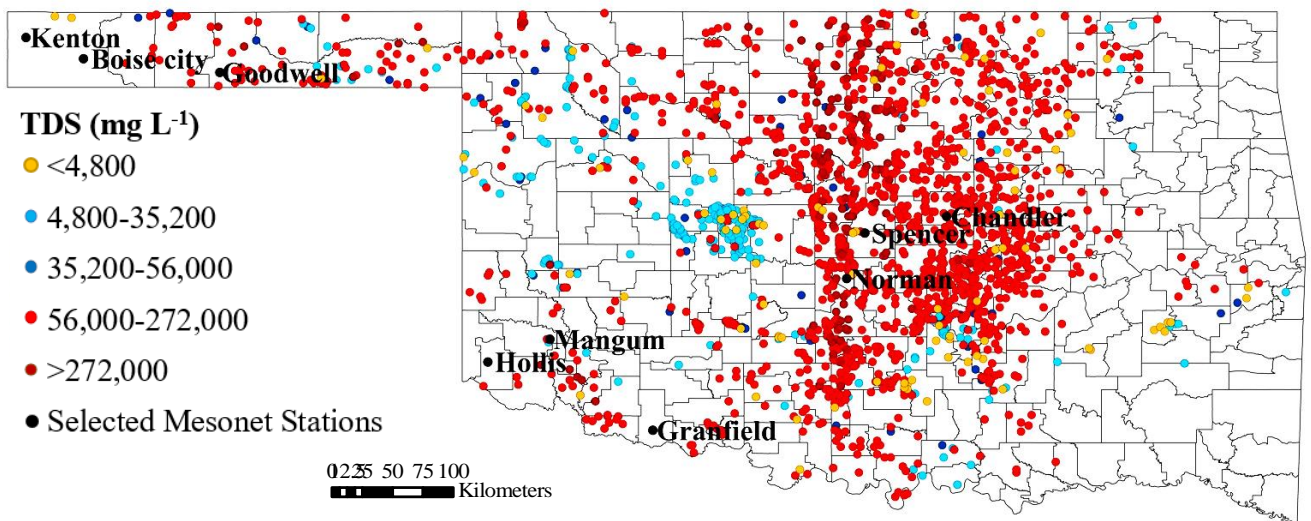 Kenton
Boise city
Goodwell
TDS (mg L-1)
<4,800
4,800-35,200
35,200-56,000
56,000-272,000
>272,000
Selected Mesonet Stations
Chandler
Spencer
Norman
Mangum
Hollis
Granfield
50 75 100
Kilometers